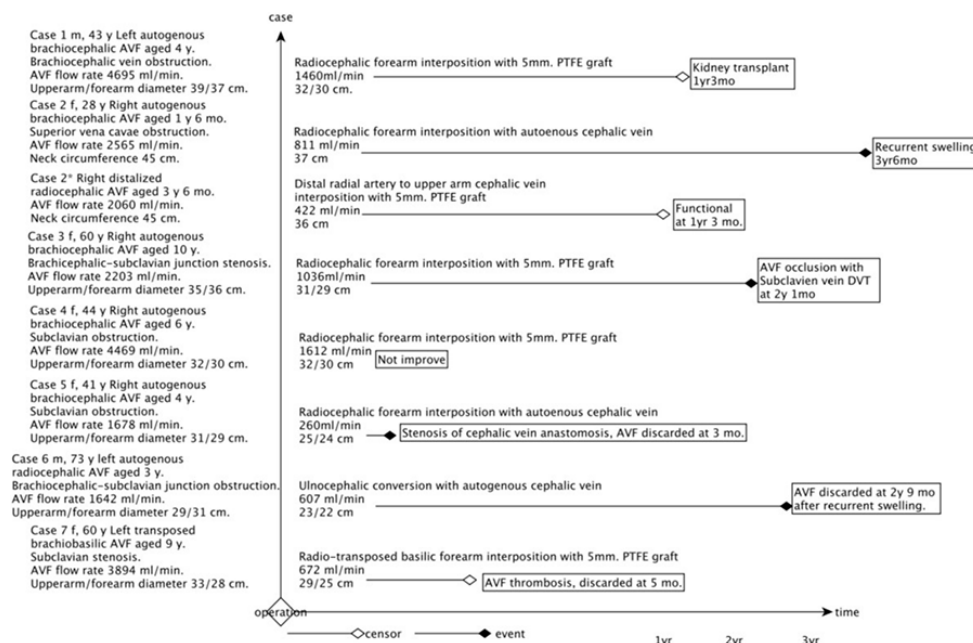 case
Case 1 m, 43 y Left autogenous
brachiocephalic AVF aged 4 y.
Brachiocephalic vein obstruction.
AVF flow rate 4695 ml/min.
Upperarm/forearm diameter 39/37 cm.
Radiocephalic forearm interposition with 5mm. PTFE graft
1460ml/min
32/30 cm.
Kidney transplant
1yr3mo
Case 2 f, 28 y Right autogenous
brachiocephalic AVF aged 1 y 6 mo.
Superior vena cavae obstruction.
AVF flow rate 2565 ml/min.
Neck circumference 45 cm.
Radiocephalic forearm interposition with autoenous cephalic vein
811 ml/min
37 cm
Recurrent swelling
3yr6mo
Case 2* Right distalized
radiocephalic AVF aged 3 y 6 mo.
AVF flow rate 2060 ml/min.
Neck circumference 45 cm.
Distal radial artery to upper arm cephalic vein
interposition with 5mm. PTFE graft
422 ml/min
36 cm
Functional
at 1yr 3 mo.
Case 3 f, 60 y Right autogenous
brachiocephalic AVF aged 10 y.
Brachicephalic-subclavian junction stenosis.
AVF flow rate 2203 ml/min.
Upperarm/forearm diameter 35/36 cm.
Radiocephalic forearm interposition with 5mm. PTFE graft
1036ml/min
31/29 cm
AVF occlusion with
Subclavien vein DVT
at 2y 1mo
Case 4 f, 44 y Right autogenous
brachiocephalic AVF aged 6 y.
Subclavian obstruction.
AVF flow rate 4469 ml/min.
Upperarm/forearm diameter 32/30 cm.
Radiocephalic forearm interposition with 5mm. PTFE graft
1612 ml/min
32/30 cm
Not improve
Case 5 f, 41 y Right autogenous
brachiocephalic AVF aged 4 y.
Subclavian obstruction.
AVF flow rate 1678 ml/min.
Upperarm/forearm diameter 31/29 cm.
Radiocephalic forearm interposition with autoenous cephalic vein
260ml/min
25/24 cm
Stenosis of cephalic vein anastomosis, AVF discarded at 3 mo.
Case 6 m, 73 y left autogenous
radiocephalic AVF aged 3 y.
Brachiocephalic-subclavian junction obstruction.
AVF flow rate 1642 ml/min.
Upperarm/forearm diameter 29/31 cm.
Ulnocephalic conversion with autogenous cephalic vein
607 ml/min
23/22 cm
AVF discarded at 2y 9 mo
after recurrent swelling.
Case 7 f, 60 y Left transposed
brachiobasilic AVF aged 9 y.
Subclavian stenosis.
AVF flow rate 3894 ml/min.
Upperarm/forearm diameter 33/28 cm.
Radio-transposed basilic forearm interposition with 5mm. PTFE graft
672 ml/min
29/25 cm
AVF thrombosis, discarded at 5 mo.
operation
time
censor
event
1yr
2yr
3yr